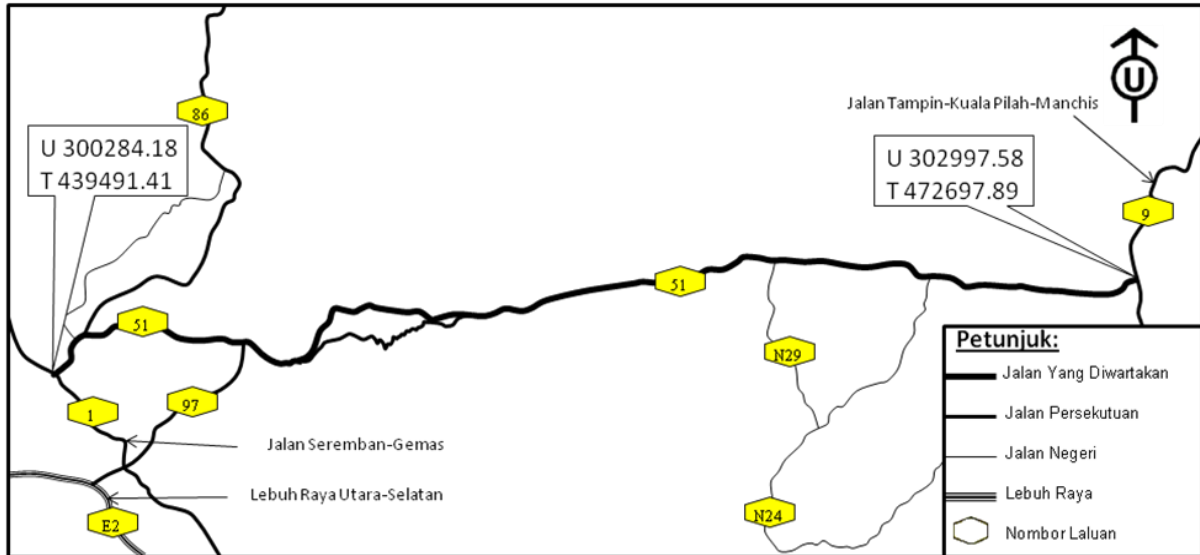 86
U
Jalan Tampin-Kuala Pilah-Manchis
U 300284.18
T 439491.41
U 302997.58
T 472697.89
9
51
51
N29
97
1
Jalan Seremban-Gemas
Lebuh Raya Utara-Selatan
E2
N24
Petunjuk:
Jalan Yang Diwartakan
Jalan Persekutuan
Jalan Negeri
Lebuh Raya
Nombor Laluan